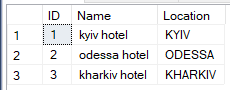 ID Name Location
1 1 kyiv hotel KYIV
2 2 odessa hotel ODESSA
3 3 kharkiv hotel KHARKIV